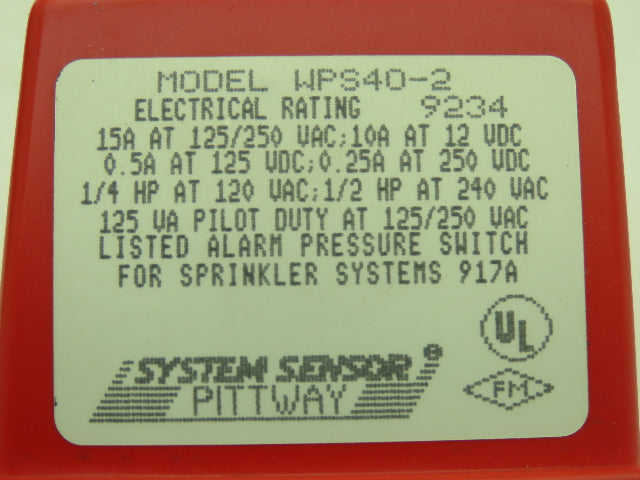 MODEL WPS40-2
ELECTRICAL RATING 9234
15A AT 125/250 VAC;10A AT 12 VDC
0.5A AT 125 VDC;0.25A AT 250 VDC
1/4 HP AT 120 VAC;1/2 HP AT 240 VAC
125 VA PILOT DUTY AT 125/250 VAC
LISTED ALARM PRESSURE SWITCH
FOR SPRINKLER SYSTEMS 917A
UL
SYSTEM SENSOR®
PITTWAY
FM